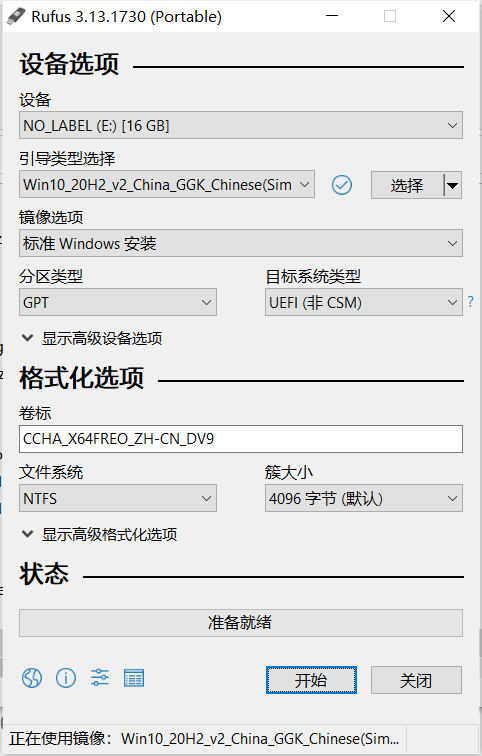 Rufus 3.13.1730 (Portable)
设备选项
设备
NO_LABEL (E:) [16 GB]
引导类型选择
Win10_20H2_v2_China_GGK_Chinese(Sim
选择
镜像选项
标准 Windows 安装
分区类型
目标系统类型
GPT
UEFI (非 CSM)
?
显示高级设备选项
格式化选项
卷标
CCHA_X64FREO_ZH-CN_DV9
文件系统
簇大小
NTFS
4096 字节 (默认)
显示高级格式化选项
状态
准备就绪
开始
关闭
正在使用镜像：Win10_20H2_v2_China_GGK_Chinese(Sim...